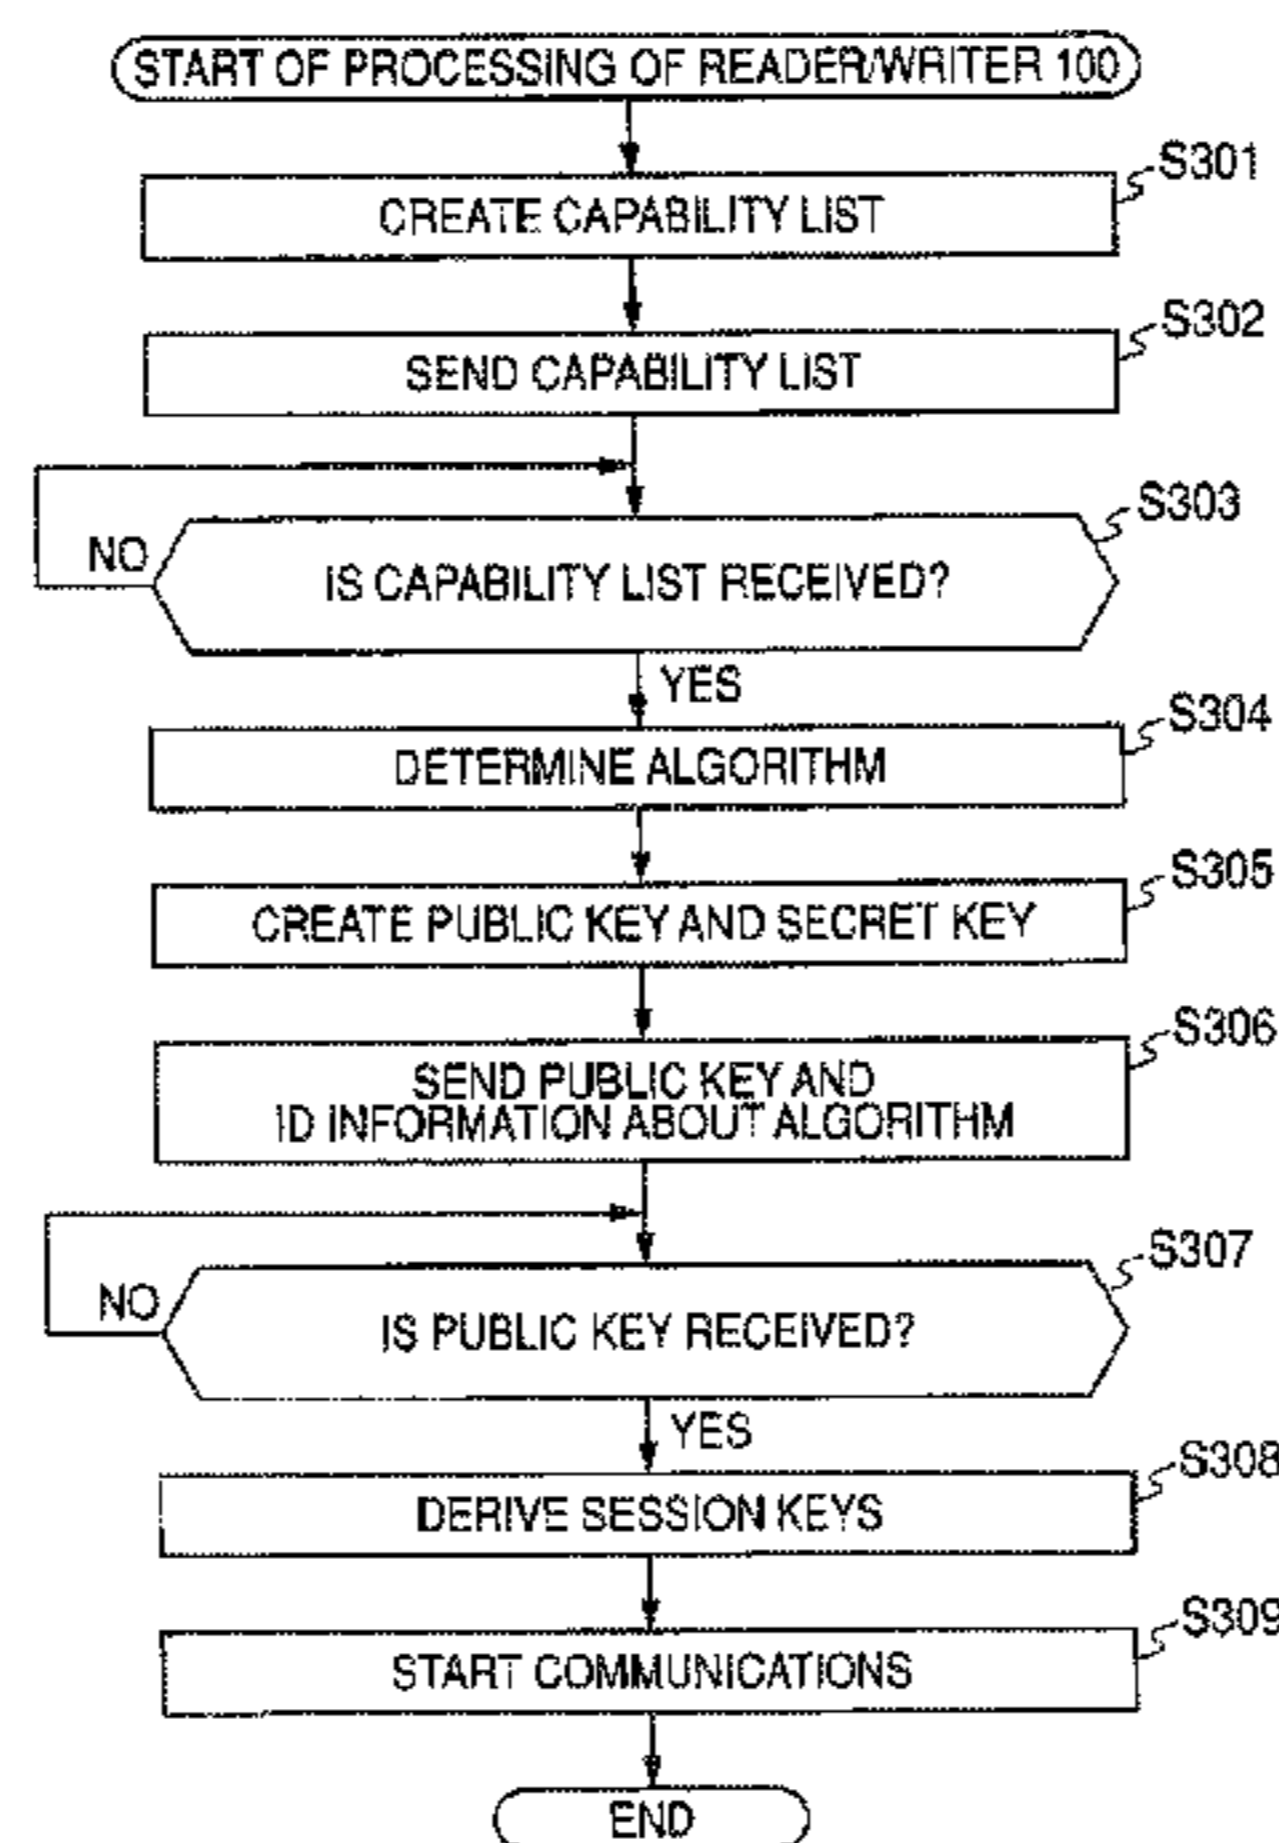 START OF PROCESSING OF READER/WRITER 100
S301
CREATE CAPABILITY LIST
S302
SEND CAPABILITY LIST
S303
NO
IS CAPABILITY LIST RECEIVED?
YES
S304
DETERMINE ALGORITHM
S305
CREATE PUBLIC KEY AND SECRET KEY
S306
SEND PUBLIC KEY AND
ID INFORMATION ABOUT ALGORITHM
S307
NO
IS PUBLIC KEY RECEIVED?
YES
S308
DERIVE SESSION KEYS
S309
START COMMUNICATIONS
END